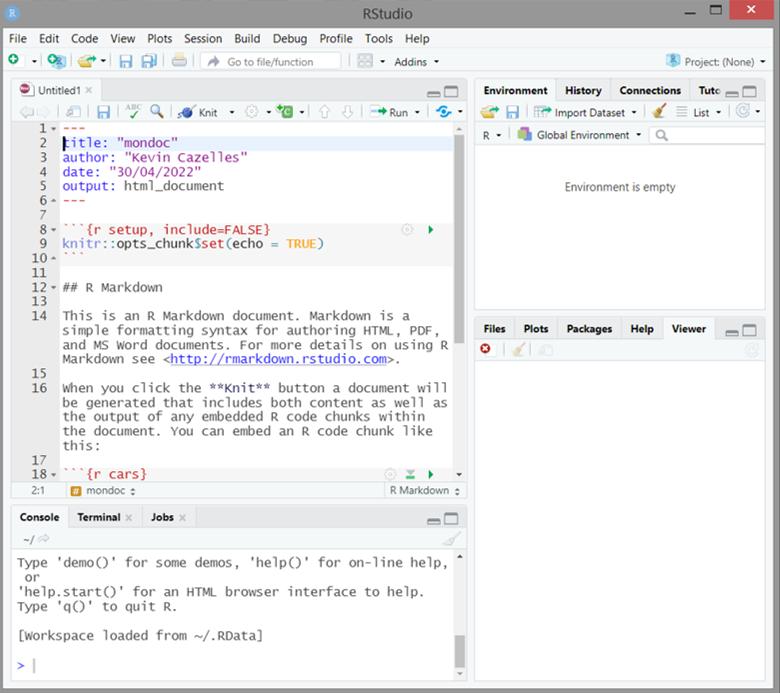 RStudio
File Edit Code View Plots Session Build Debug Profile Tools Help
Go to file/function Addins Project: (None)
Untitled1
ABC Knit Run
1 ---
2 title: "mondoc"
3 author: "Kevin Cazelles"
4 date: "30/04/2022"
5 output: html_document
6 ---
7
8 ```{r setup, include=FALSE}
9 knitr::opts_chunk$set(echo = TRUE)
10 ```
11
12 ## R Markdown
13
14 This is an R Markdown document. Markdown is a
simple formatting syntax for authoring HTML, PDF,
and MS Word documents. For more details on using R
Markdown see <http://rmarkdown.rstudio.com>.
15
16 When you click the **Knit** button a document will
be generated that includes both content as well as
the output of any embedded R code chunks within
the document. You can embed an R code chunk like
this:
17
18 ```{r cars}
2:1 # mondoc R Markdown
Console Terminal Jobs
~/
Type 'demo()' for some demos, 'help()' for on-line help,
or
'help.start()' for an HTML browser interface to help.
Type 'q()' to quit R.
[Workspace loaded from ~/.RData]
>
Environment History Connections Tuto
Import Dataset List
R Global Environment
Environment is empty
Files Plots Packages Help Viewer